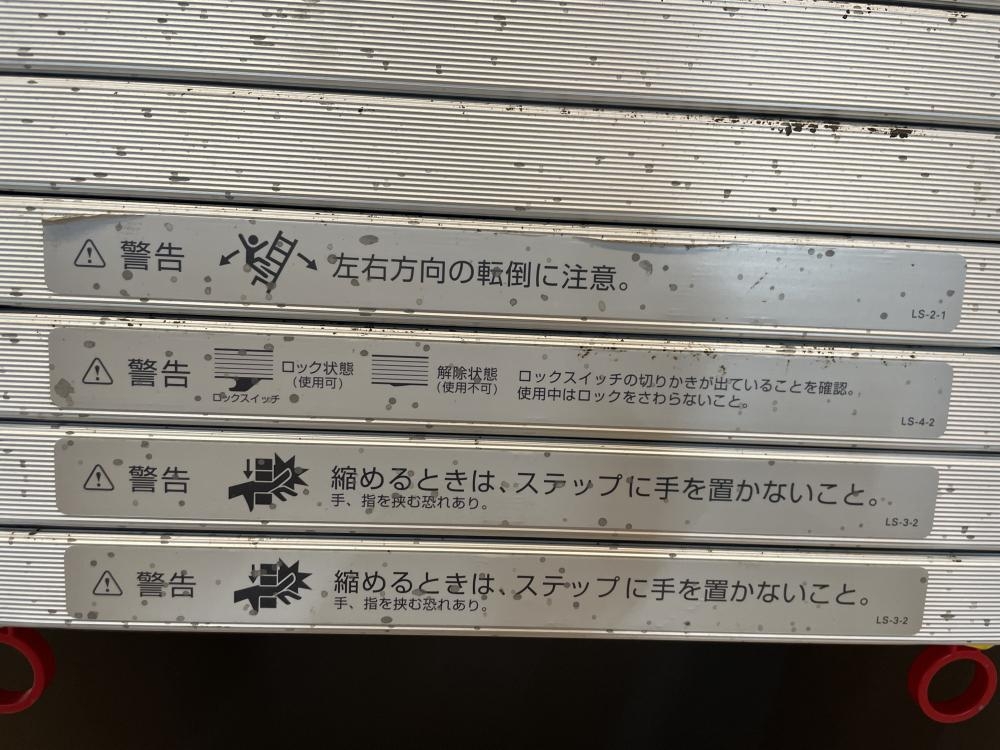 警告 左右方向の転倒に注意。
LS-2-1
警告 ロック状態 (使用可) ロックスイッチ 解除状態 (使用不可) ロックスイッチの切りかきが出ていることを確認。
使用中はロックをさわらないこと。
LS-4-2
警告 縮めるときは、ステップに手を置かないこと。
手、指を挟む恐れあり。
LS-3-2
警告 縮めるときは、ステップに手を置かないこと。
手、指を挟む恐れあり。
LS-3-2